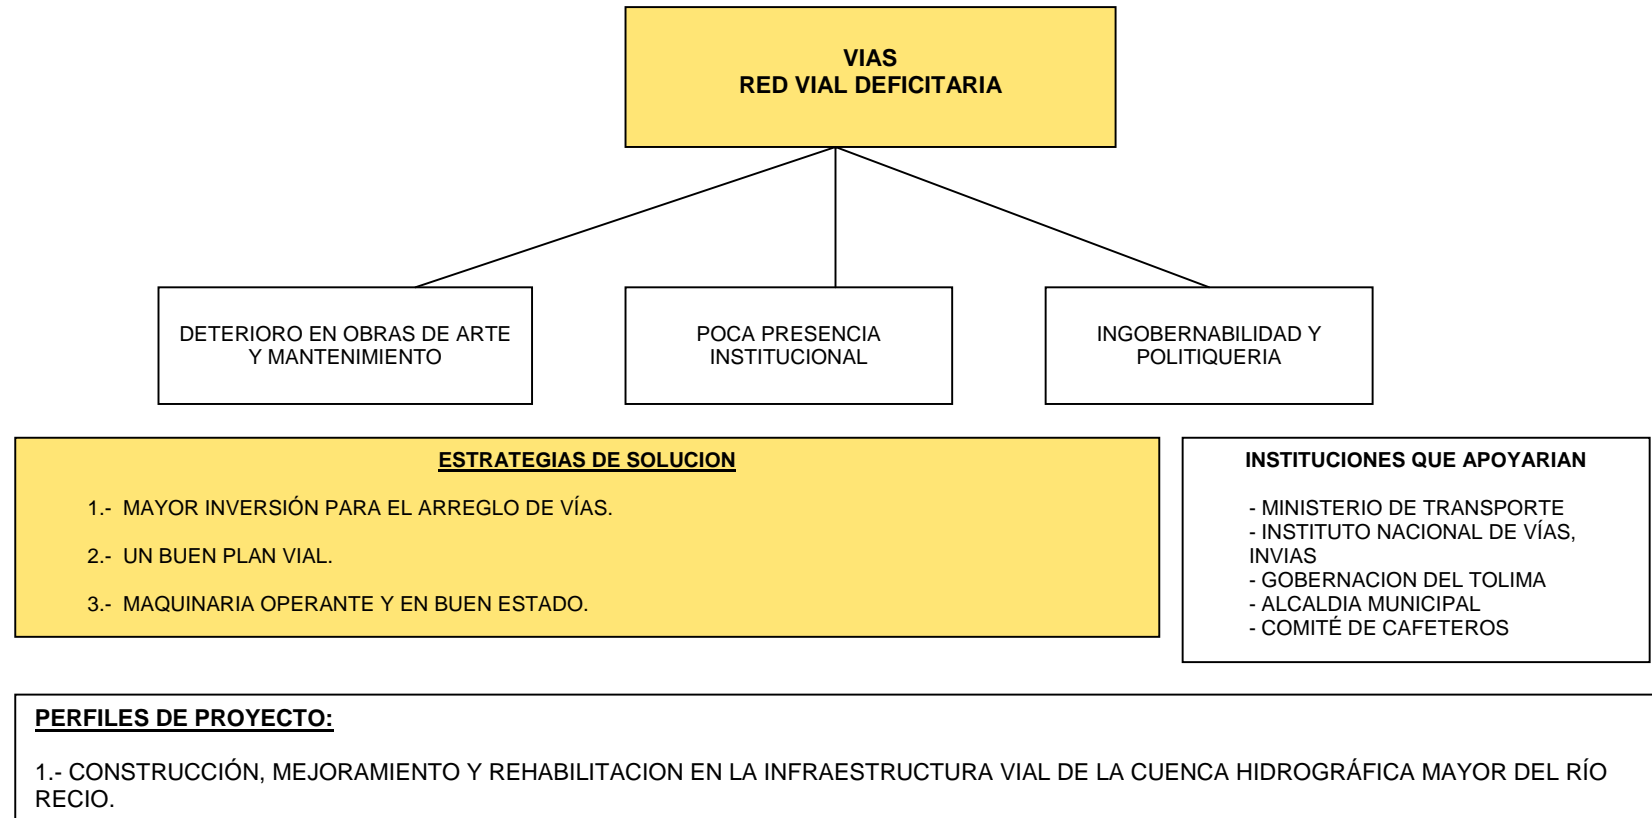 VIAS
RED VIAL DEFICITARIA
DETERIORO EN OBRAS DE ARTE
Y MANTENIMIENTO
POCA PRESENCIA
INSTITUCIONAL
INGOBERNABILIDAD Y
POLITIQUERIA
ESTRATEGIAS DE SOLUCION
1.- MAYOR INVERSIÓN PARA EL ARREGLO DE VÍAS.
2.- UN BUEN PLAN VIAL.
3.- MAQUINARIA OPERANTE Y EN BUEN ESTADO.
INSTITUCIONES QUE APOYARIAN
- MINISTERIO DE TRANSPORTE
- INSTITUTO NACIONAL DE VÍAS,
INVIAS
- GOBERNACION DEL TOLIMA
- ALCALDIA MUNICIPAL
- COMITÉ DE CAFETEROS
PERFILES DE PROYECTO:
1.- CONSTRUCCIÓN, MEJORAMIENTO Y REHABILITACION EN LA INFRAESTRUCTURA VIAL DE LA CUENCA HIDROGRÁFICA MAYOR DEL RÍO
RECIO.